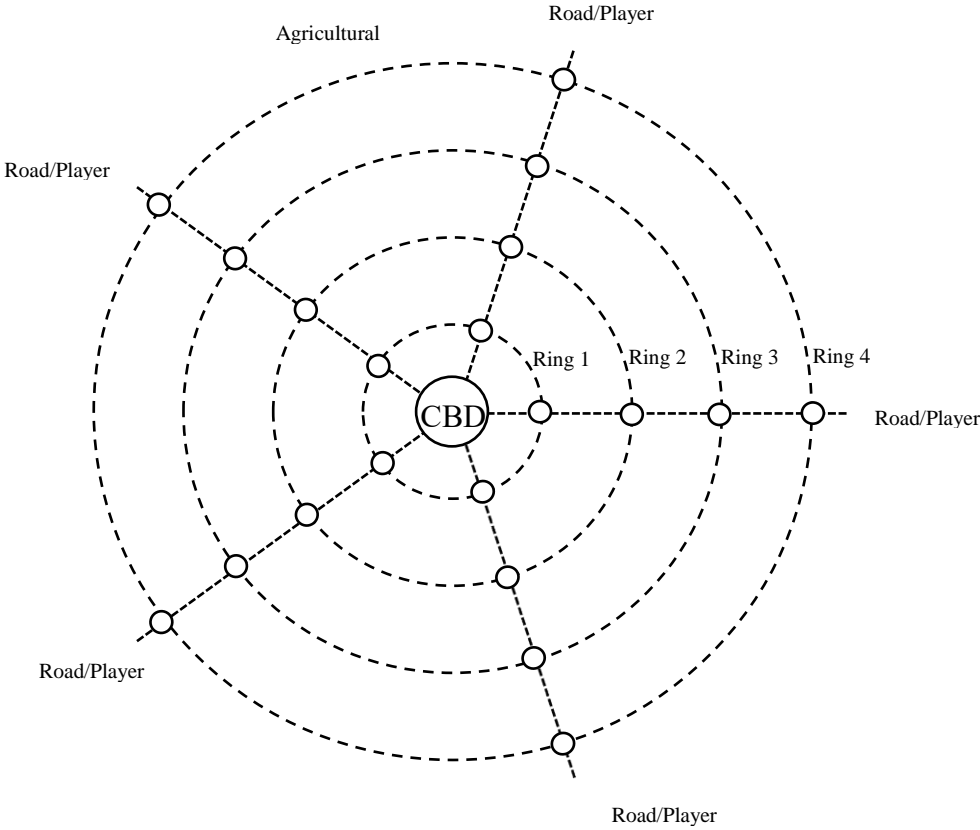 Road/Player
Agricultural
Road/Player
Ring 1
Ring 2
Ring 3
Ring 4
CBD
Road/Player
Road/Player
Road/Player